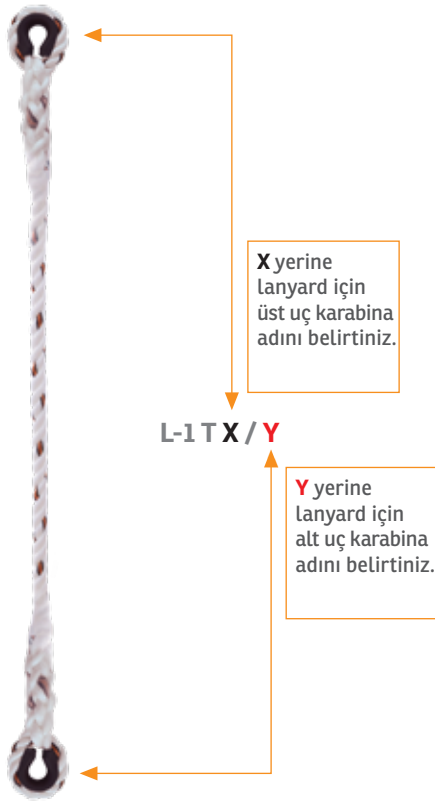 X yerine
lanyard için
üst uç karabina
adını belirtiniz.
L-1 T X / Y
Y yerine
lanyard için
alt uç karabina
adını belirtiniz.